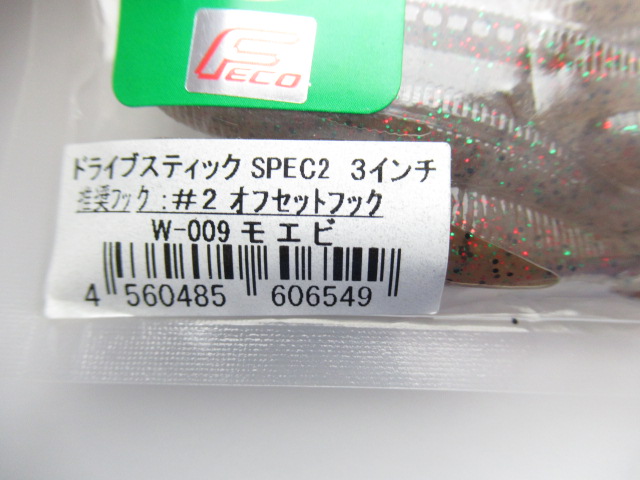 FECO
ドライブスティック SPEC2 3インチ
推奨フック:#2 オフセットフック
W-009 モエビ
4 560485 606549